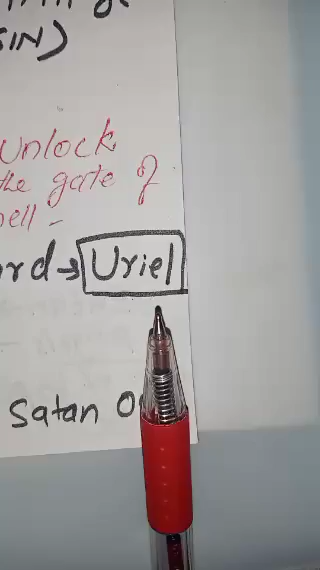 SIN)
Unlock
the gate of
hell -
rd → Uriel
Satan